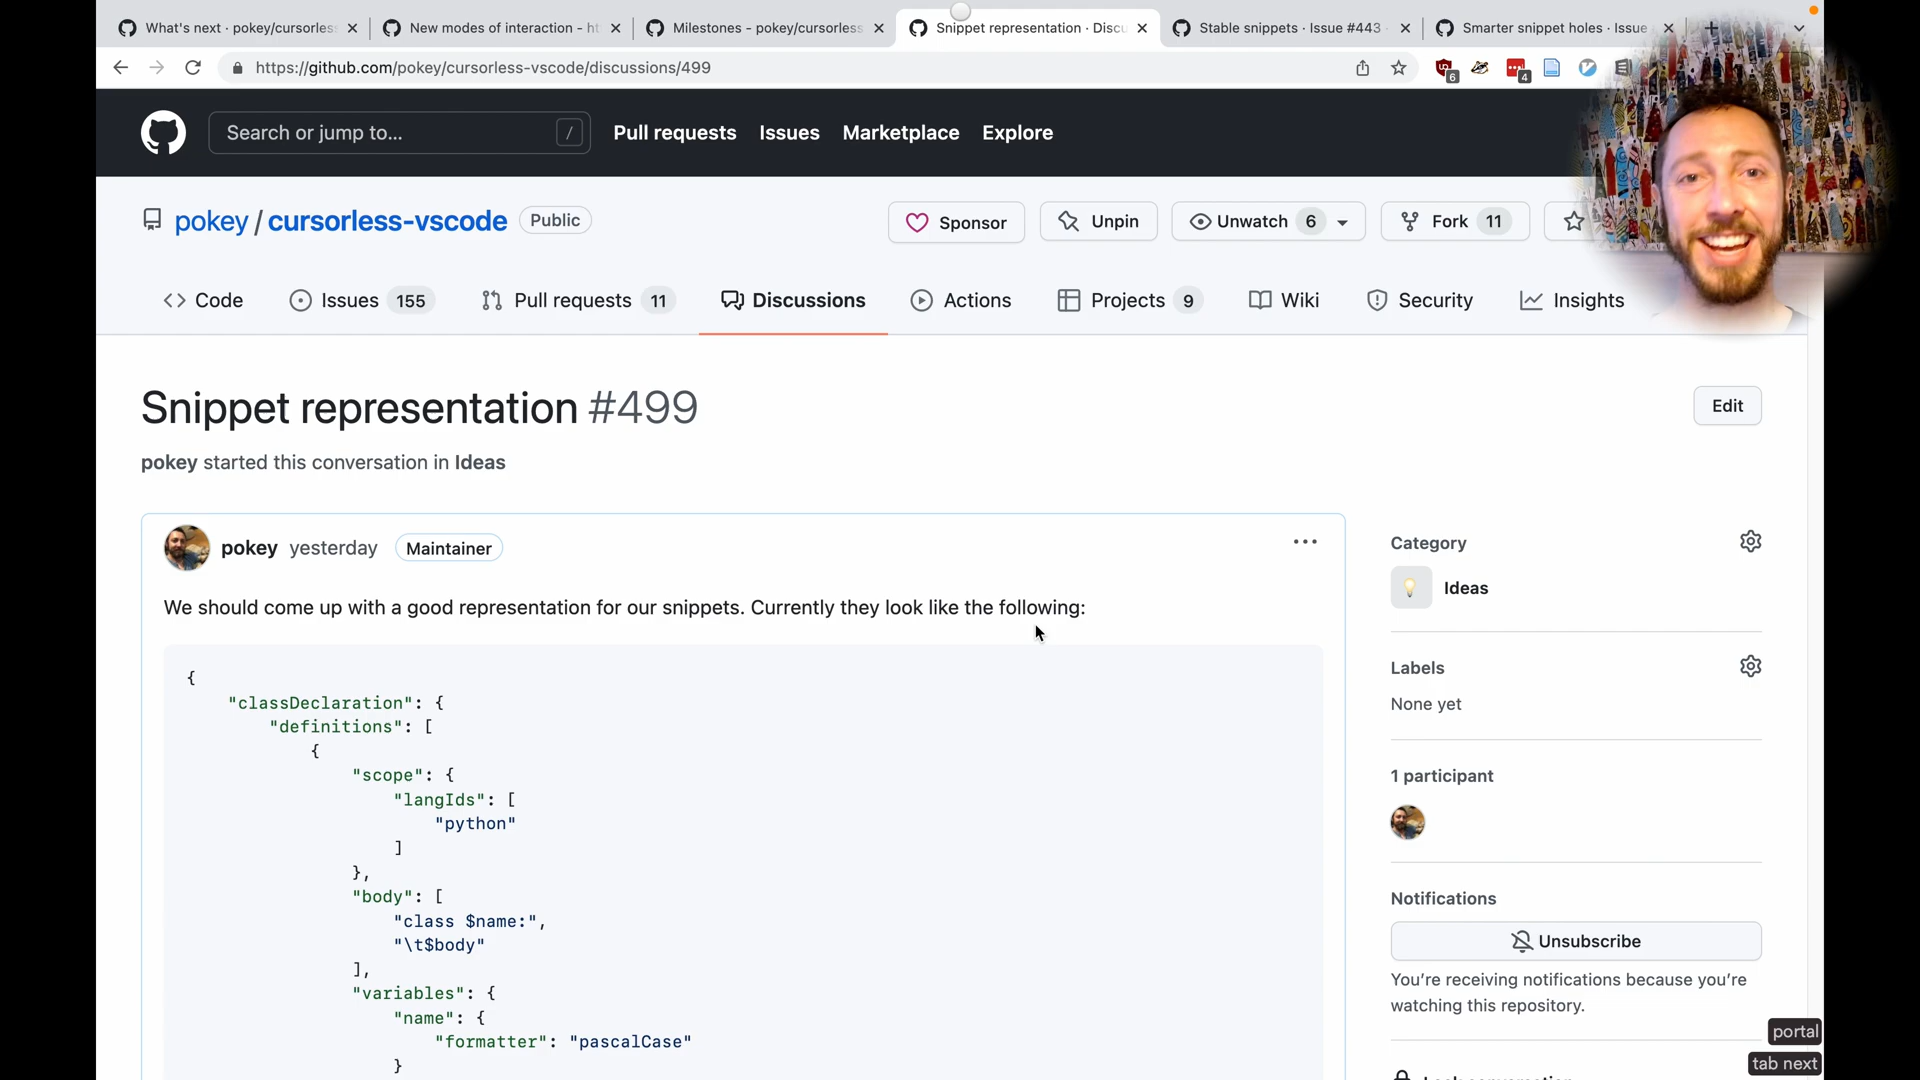 What's next · pokey/cursorless
New modes of interaction - ht
Milestones - pokey/cursorless
Snippet representation · Discu
Stable snippets · Issue #443 ·
Smarter snippet holes · Issue
https://github.com/pokey/cursorless-vscode/discussions/499
6
4
Search or jump to...
/
Pull requests
Issues
Marketplace
Explore
pokey / cursorless-vscode
Public
Sponsor
Unpin
Unwatch 6
Fork 11
Code
Issues 155
Pull requests 11
Discussions
Actions
Projects 9
Wiki
Security
Insights
Snippet representation #499
Edit
pokey started this conversation in Ideas
pokey yesterday Maintainer
We should come up with a good representation for our snippets. Currently they look like the following:
{
"classDeclaration": {
"definitions": [
{
"scope": {
"langIds": [
"python"
]
},
"body": [
"class $name:",
"\t$body"
],
"variables": {
"name": {
"formatter": "pascalCase"
}
Category
Ideas
Labels
None yet
1 participant
Notifications
Unsubscribe
You're receiving notifications because you're
watching this repository.
portal
tab next